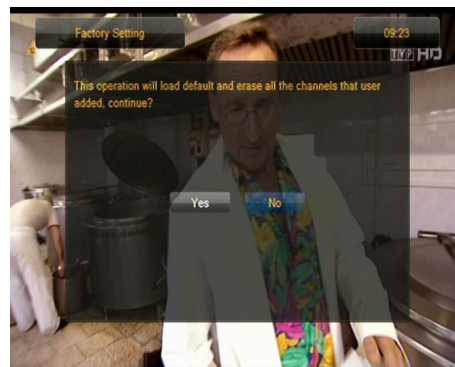 Factory Setting
09:23
TVP HD
This operation will load default and erase all the channels that user
added, continue?
Yes
No